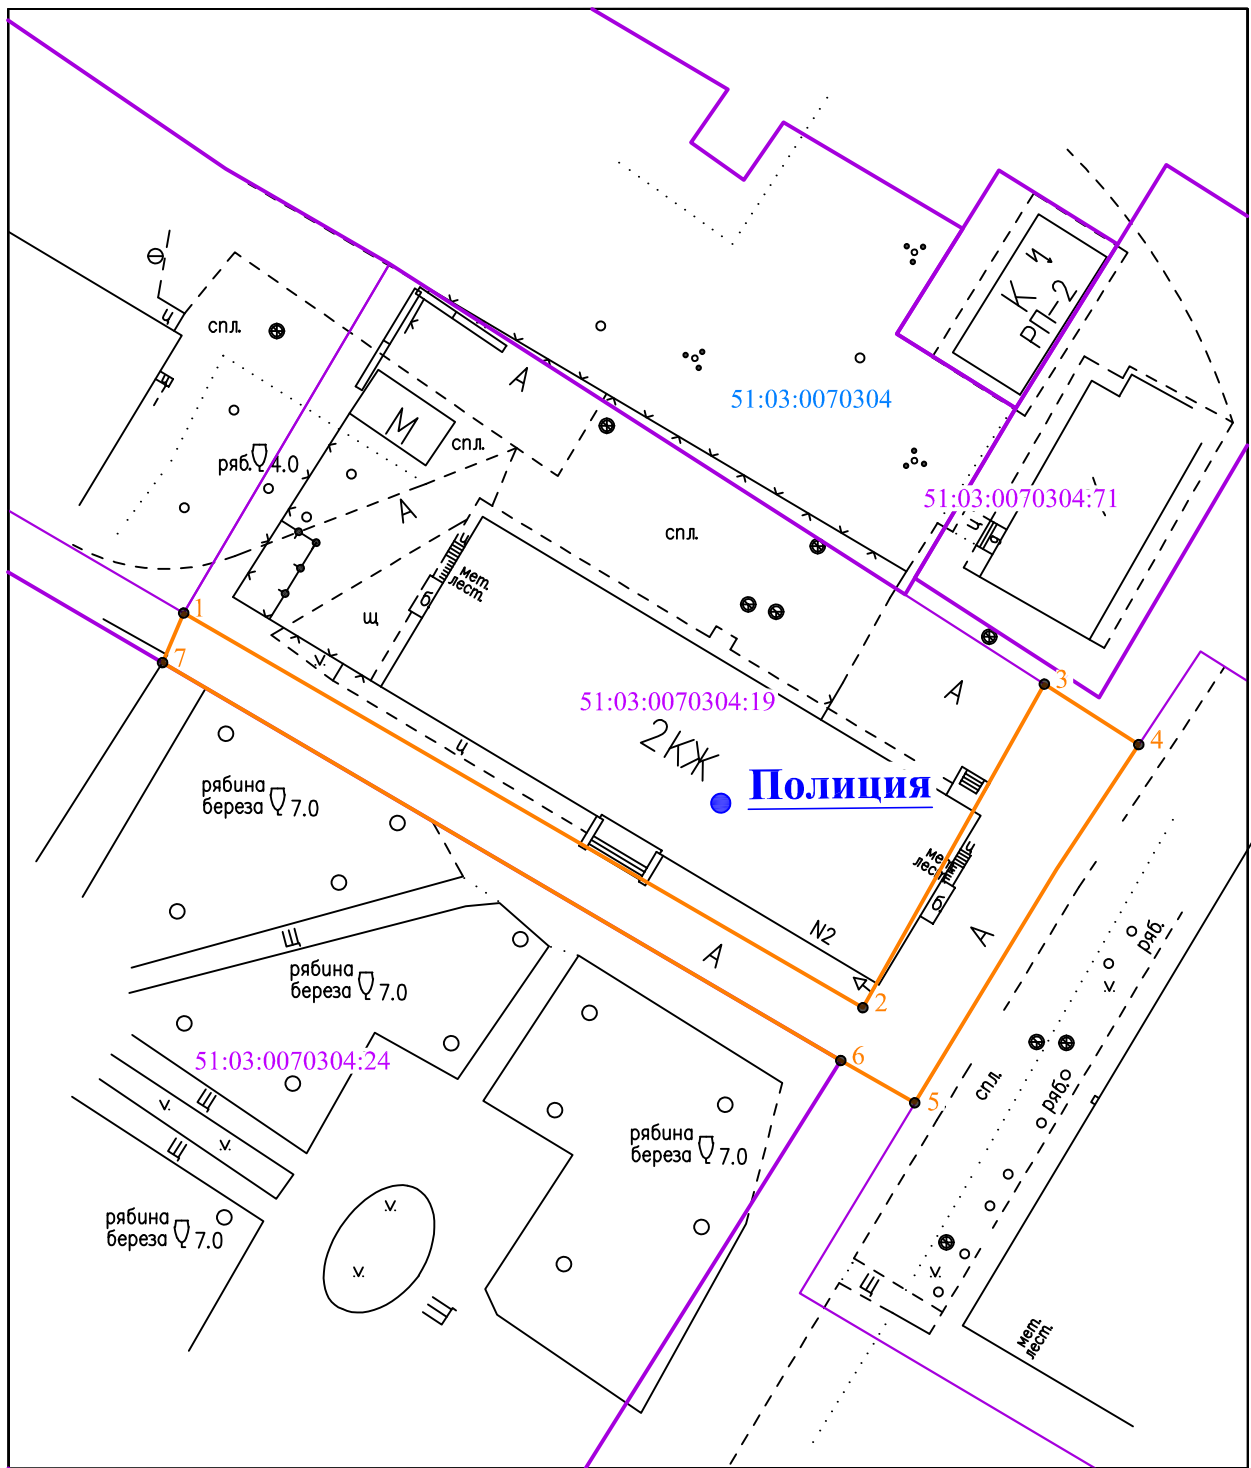 К
РП-2
ц
спл.
А
51:03:0070304
М
спл.
ряб. 4.0
51:03:0070304:71
А
спл.
ц
мет.
лест.
б
1
щ
7
3
А
51:03:0070304:19
2КЖ
4
ц
Полиция
рябина
береза 7.0
мет.
лест.
б
N2
А
А
ряб.
Щ
рябина
береза 7.0
2
6
51:03:0070304:24
спл.
ряб.
5
Щ
Щ
рябина
береза 7.0
рябина
береза 7.0
Щ
Щ
мет.
лест.